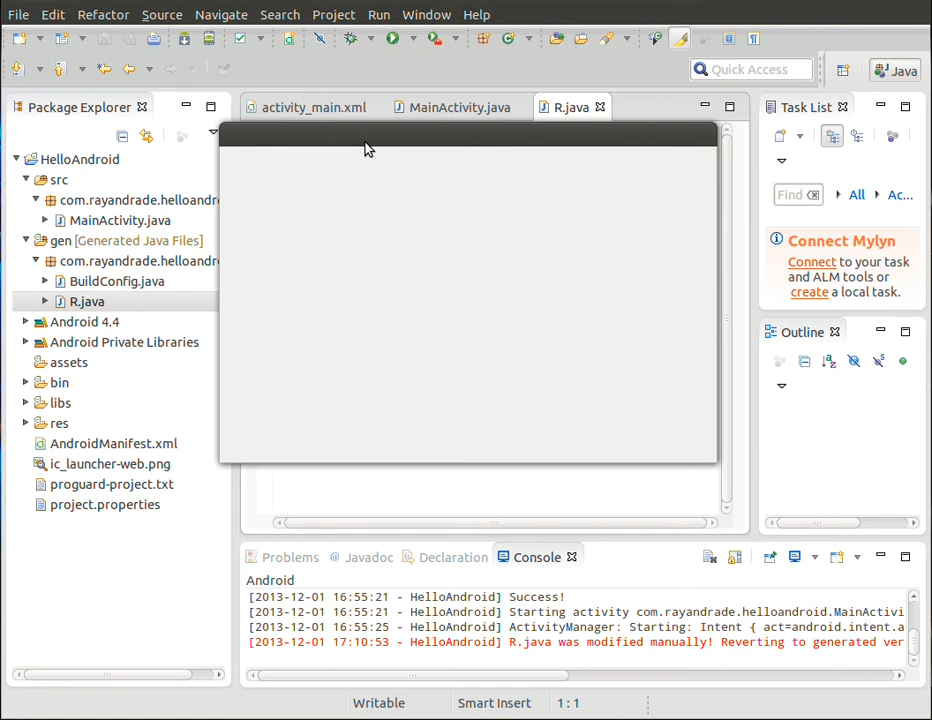 File Edit Refactor Source Navigate Search Project Run Window Help
Quick Access
Java
Package Explorer
activity_main.xml
MainActivity.java
R.java
Task List
HelloAndroid
src
com.rayandrade.helloandr
MainActivity.java
gen [Generated Java Files]
com.rayandrade.helloandr
BuildConfig.java
R.java
Android 4.4
Android Private Libraries
assets
bin
libs
res
AndroidManifest.xml
ic_launcher-web.png
proguard-project.txt
project.properties
Find
All
Ac...
Connect Mylyn
Connect to your task
and ALM tools or
create a local task.
Outline
Problems
@ Javadoc
Declaration
Console
Android
[2013-12-01 16:55:21 - HelloAndroid] Success!
[2013-12-01 16:55:21 - HelloAndroid] Starting activity com.rayandrade.helloandroid.MainActivi
[2013-12-01 16:55:25 - HelloAndroid] ActivityManager: Starting: Intent { act=android.intent.a
[2013-12-01 17:10:53 - HelloAndroid] R.java was modified manually! Reverting to generated ver
Writable
Smart Insert
1 : 1